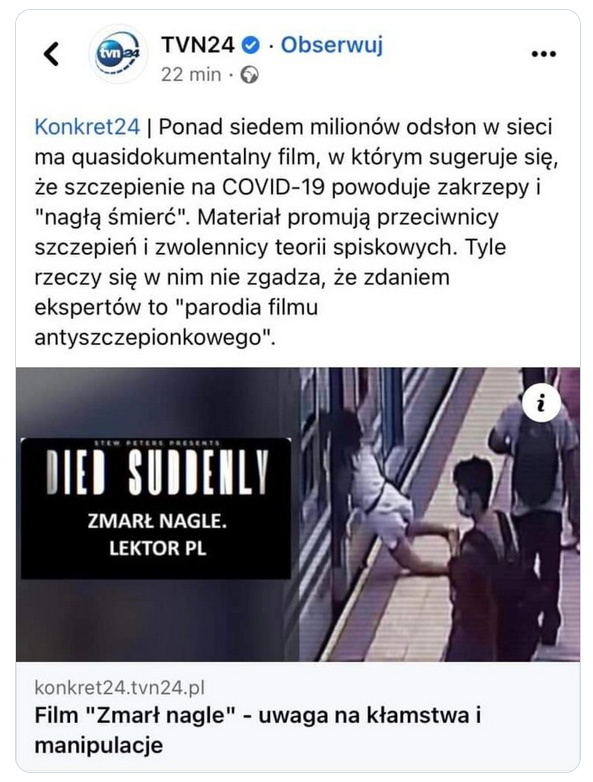 TVN24 · Obserwuj
tvn 24
22 min ·
Konkret24 | Ponad siedem milionów odsłon w sieci
ma quasidokumentalny film, w którym sugeruje się,
że szczepienie na COVID-19 powoduje zakrzepy i
"nagłą śmierć". Materiał promują przeciwnicy
szczepień i zwolennicy teorii spiskowych. Tyle
rzeczy się w nim nie zgadza, że zdaniem
ekspertów to "parodia filmu
antyszczepionkowego".
i
STEW PETERS PRESENTS
DIED SUDDENLY
ZMARŁ NAGLE.
LEKTOR PL
konkret24.tvn24.pl
Film "Zmarł nagle" - uwaga na kłamstwa i
manipulacje